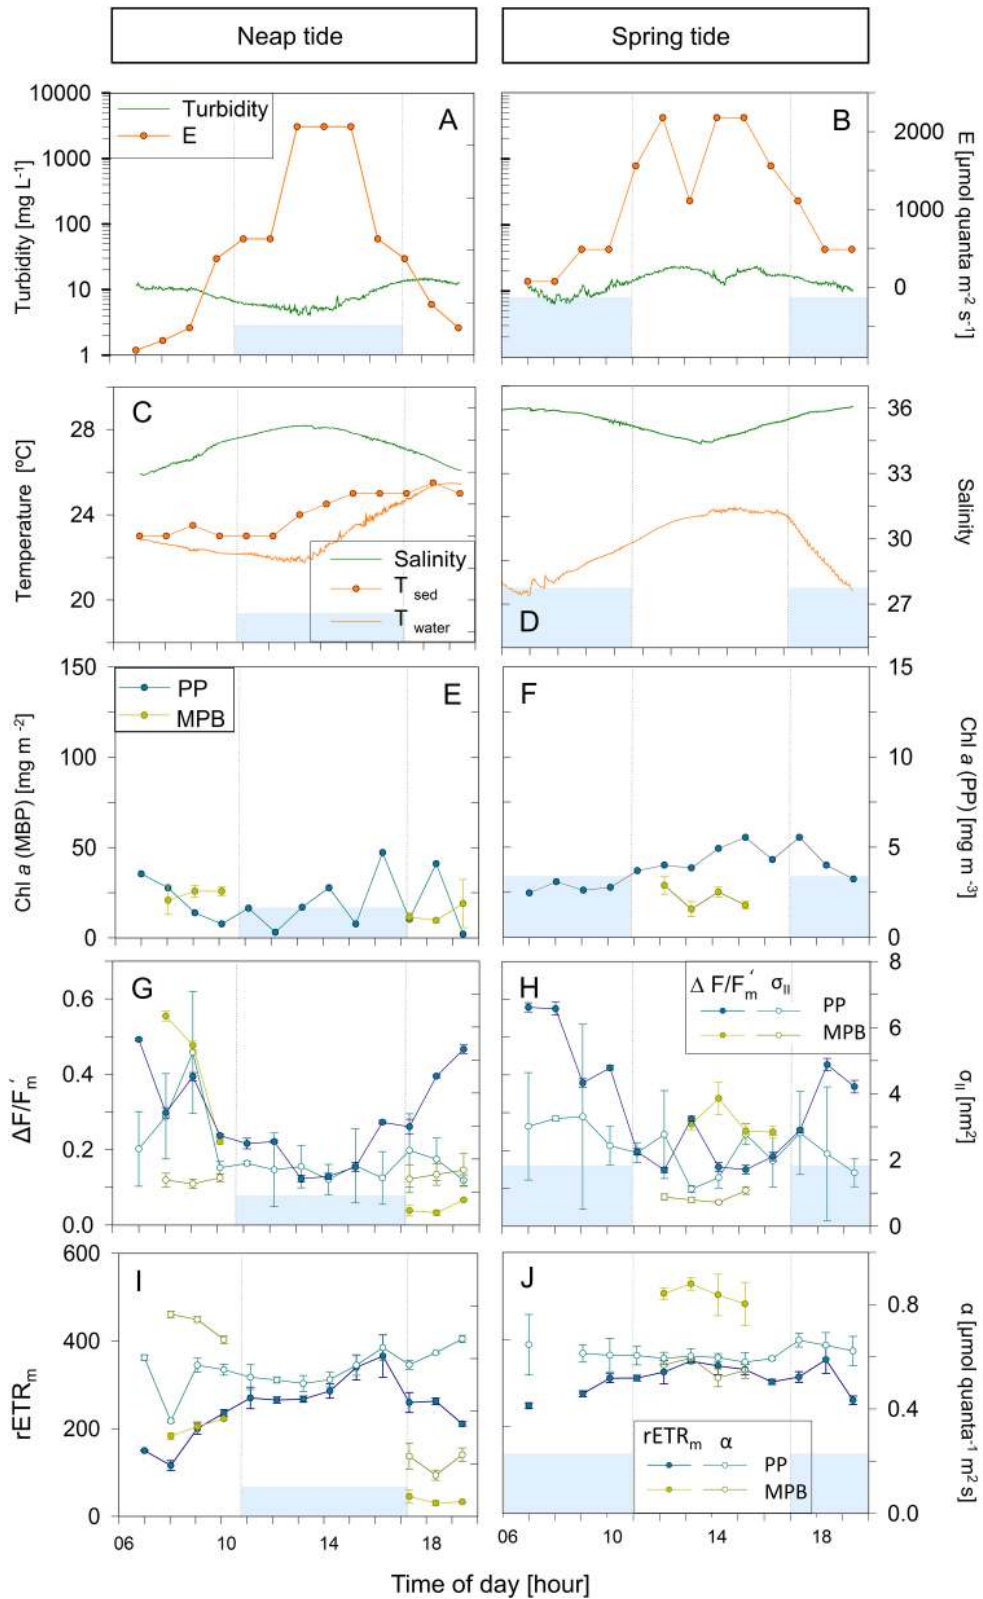 Neap tide
Spring tide
Turbidity
E
A
B
10000
1000
100
10
1
Turbidity [mg L-1]
2000
1000
0
E [µmol quanta m-2 s-1]
C
28
24
20
Temperature [ºC]
Salinity
T sed
T water
D
36
33
30
27
Salinity
PP
MPB
E
F
150
100
50
0
Chl a (MBP) [mg m -2]
15
10
5
0
Chl a (PP) [mg m -3]
G
H
0.6
0.4
0.2
0.0
ΔF/Fm′
Δ F/Fm′ σII
PP
MPB
8
6
4
2
0
σII [nm2]
I
J
600
400
200
0
rETRm
rETRm α
PP
MPB
0.8
0.4
0.0
α [µmol quanta-1 m2 s]
06 10 14 18 06 10 14 18
Time of day [hour]